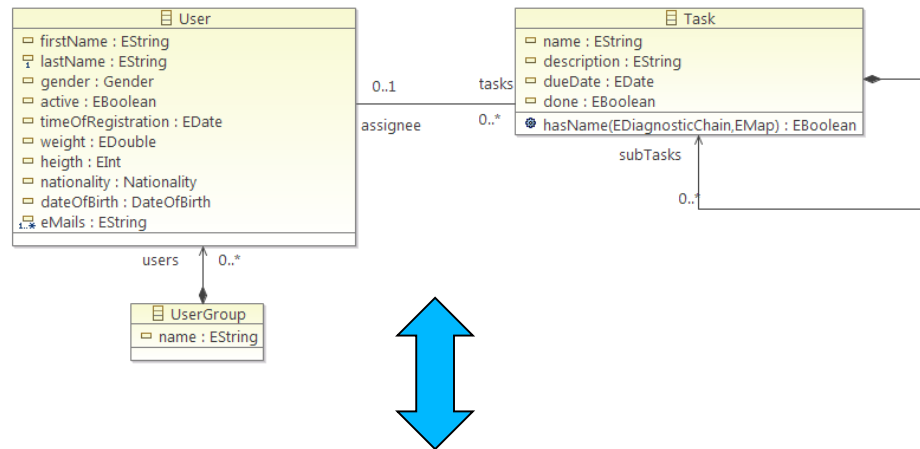 User
firstName : EString
1 lastName : EString
gender : Gender
active : EBoolean
timeOfRegistration : EDate
weight : EDouble
heigth : EInt
nationality : Nationality
dateOfBirth : DateOfBirth
1..* eMails : EString
0..1
tasks
assignee
0..*
Task
name : EString
description : EString
dueDate : EDate
done : EBoolean
hasName(EDiagnosticChain,EMap) : EBoolean
subTasks
0..*
users
0..*
UserGroup
name : EString